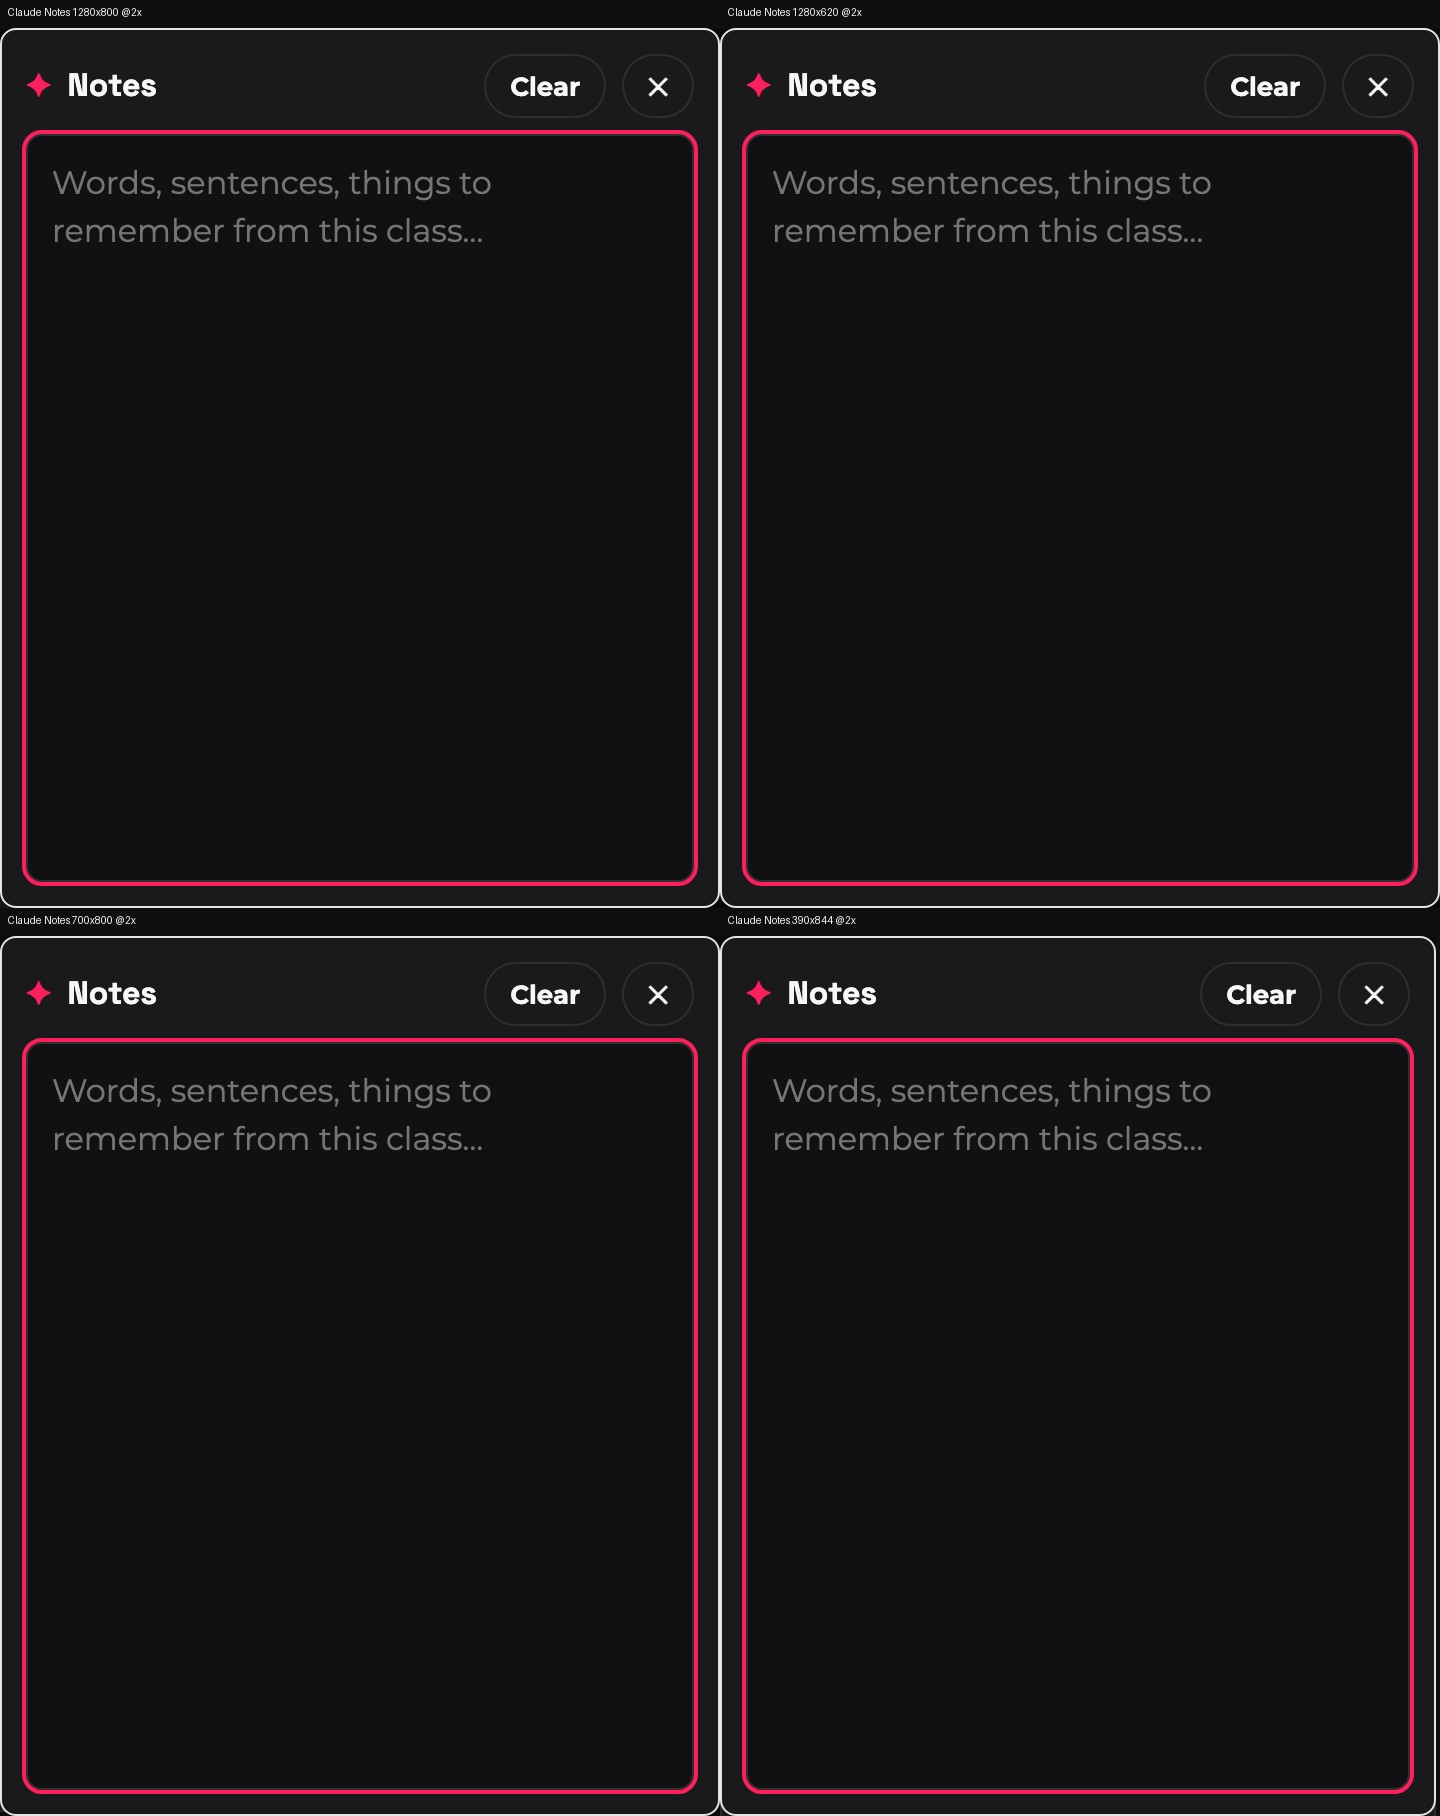 Claude Notes 1280x800 @2x
Notes
Clear
Words, sentences, things to
remember from this class...
Claude Notes 1280x620 @2x
Notes
Clear
Words, sentences, things to
remember from this class...
Claude Notes 700x800 @2x
Notes
Clear
Words, sentences, things to
remember from this class...
Claude Notes 390x844 @2x
Notes
Clear
Words, sentences, things to
remember from this class...